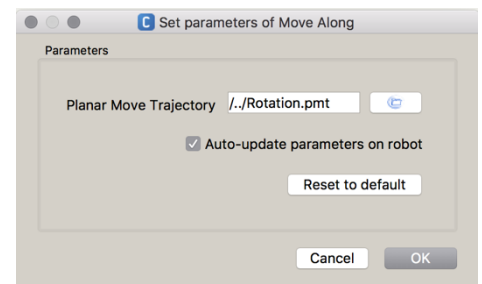 C Set parameters of Move Along
Parameters
Planar Move Trajectory /../Rotation.pmt
Auto-update parameters on robot
Reset to default
Cancel OK